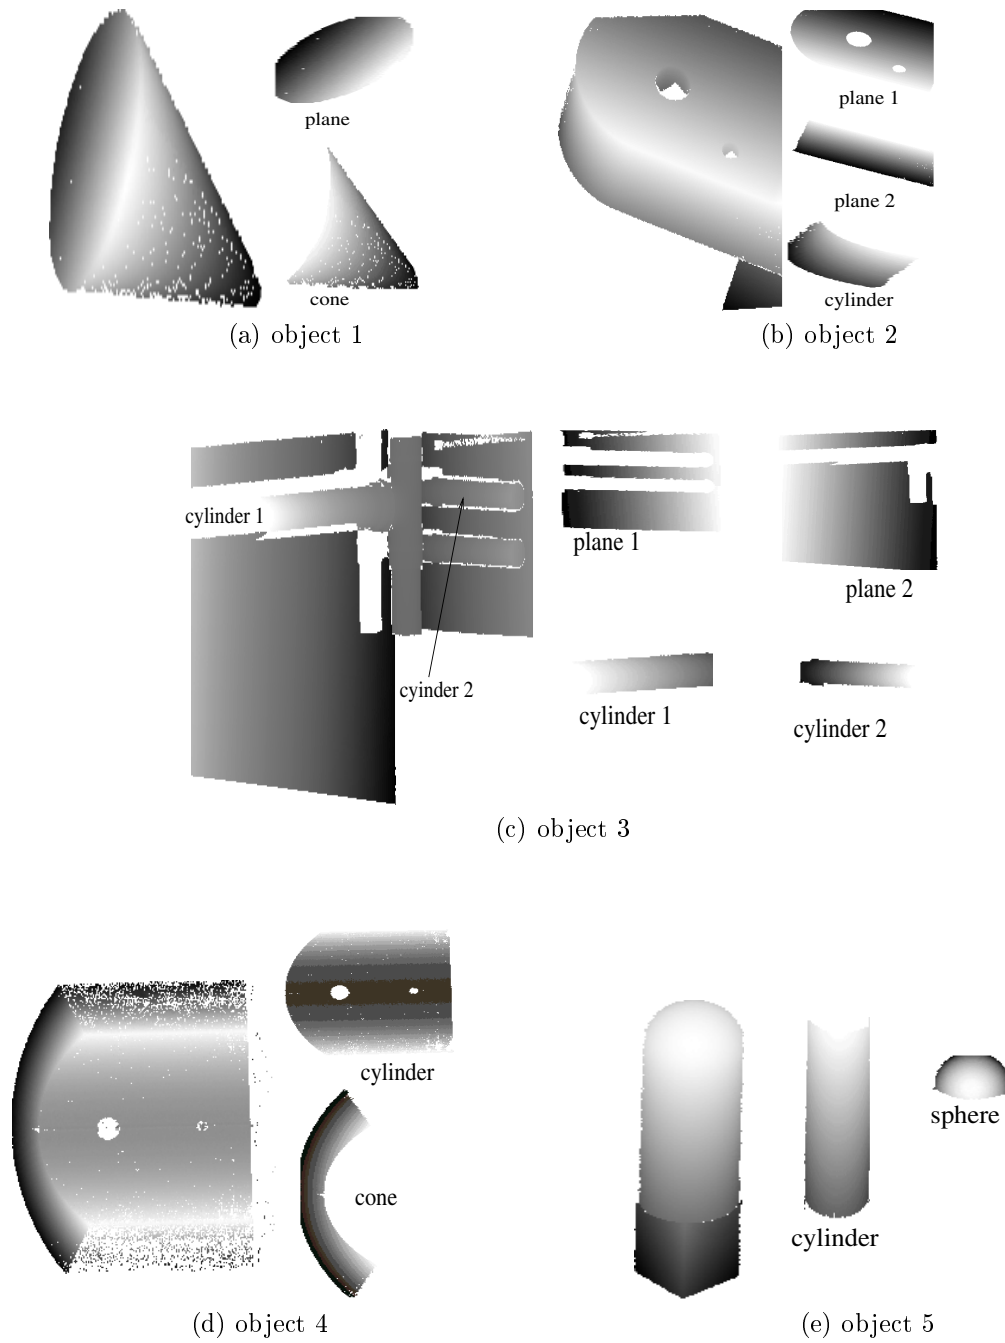 plane
cone
(a) object 1
plane 1
plane 2
cylinder
(b) object 2
cylinder 1
cyinder 2
plane 1
plane 2
cylinder 1
cylinder 2
(c) object 3
cylinder
cone
(d) object 4
cylinder
sphere
(e) object 5